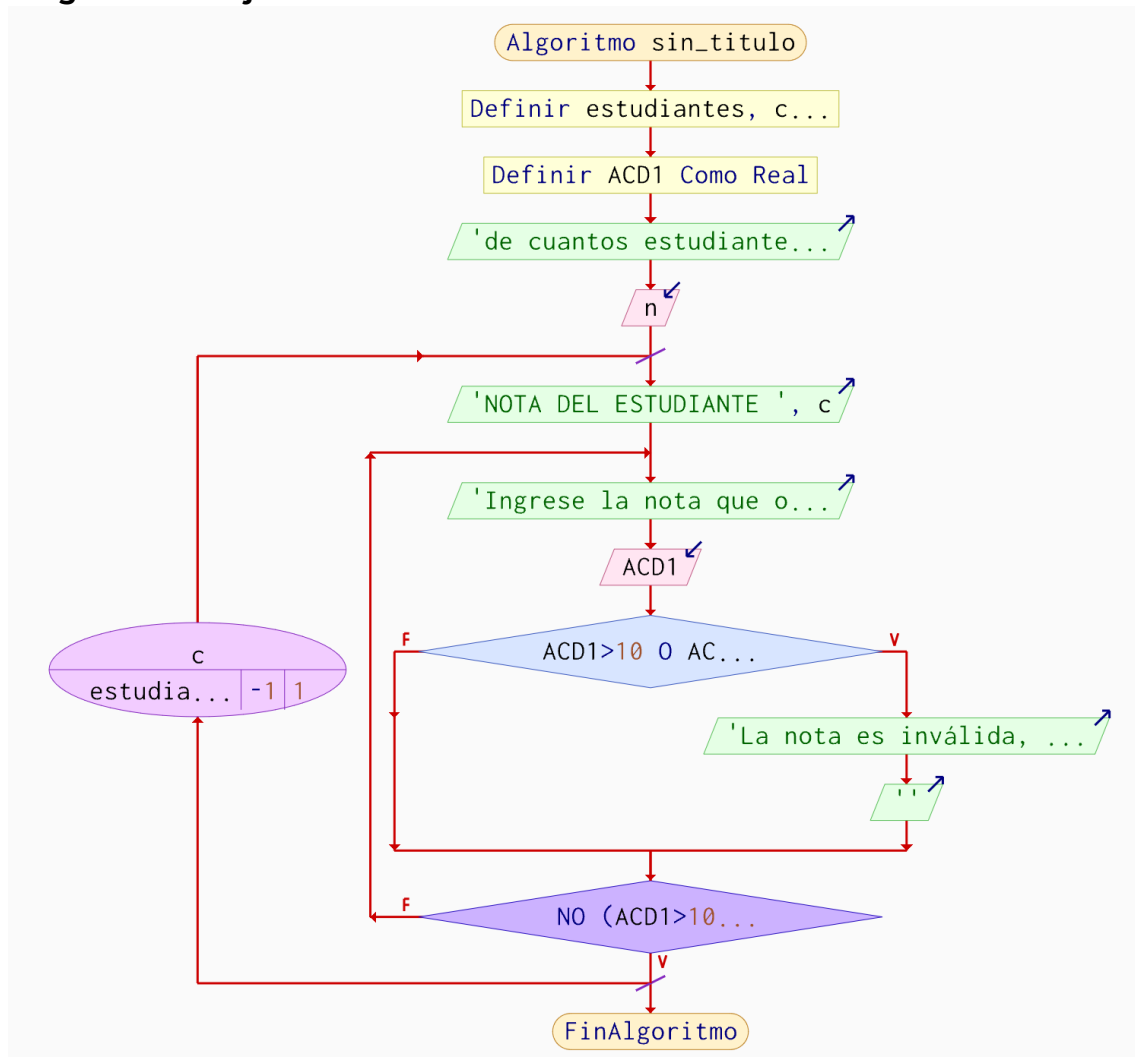 Algoritmo sin_titulo
Definir estudiantes, c...
Definir ACD1 Como Real
'de cuantos estudiante...
n
'NOTA DEL ESTUDIANTE ', c
'Ingrese la nota que o...
ACD1
F
ACD1>10 O AC...
V
c
estudia... -1 1
'La nota es inválida, ...
''
F
NO (ACD1>10...
V
FinAlgoritmo